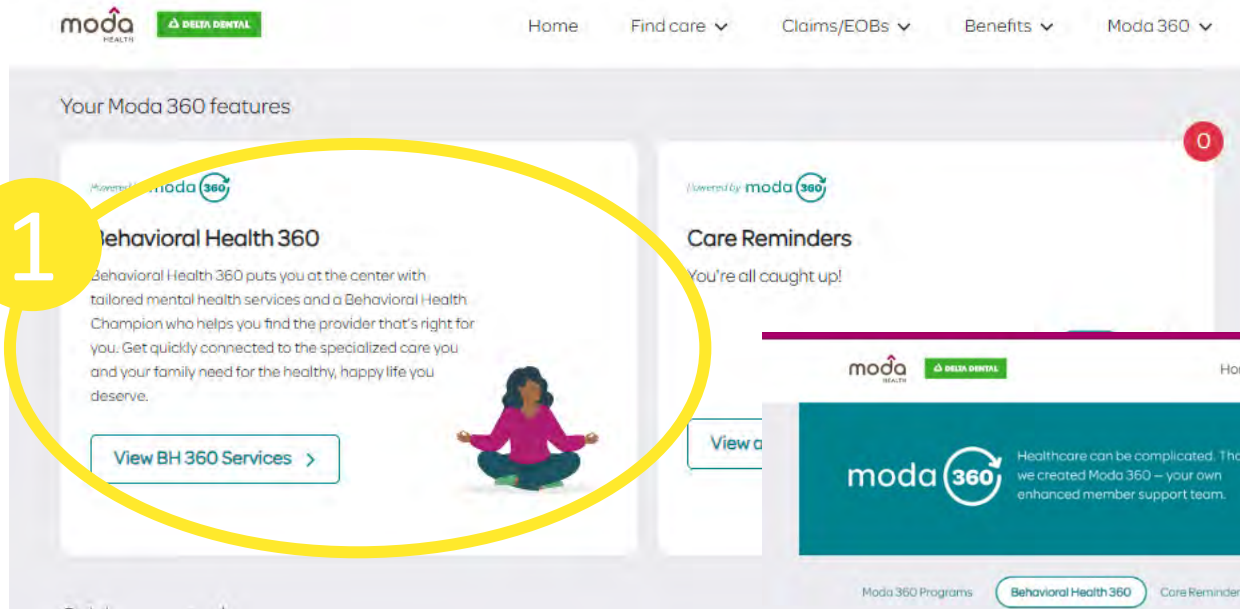 moda
HEALTH
DELTA DENTAL
Home Find care Claims/EOBs Benefits Moda 360
Your Moda 360 features
0
1
moda 360
Behavioral Health 360
Behavioral Health 360 puts you at the center with
tailored mental health services and a Behavioral Health
Champion who helps you find the provider that's right for
you. Get quickly connected to the specialized care you
and your family need for the healthy, happy life you
deserve.
View BH 360 Services >
Powered by moda 360
Care Reminders
You're all caught up!
View
moda
HEALTH
DELTA DENTAL
moda 360
Healthcare can be complicated.
we created Moda 360 – your own
enhanced member support team.
Moda 360 Programs Behavioral Health 360 Care Reminder